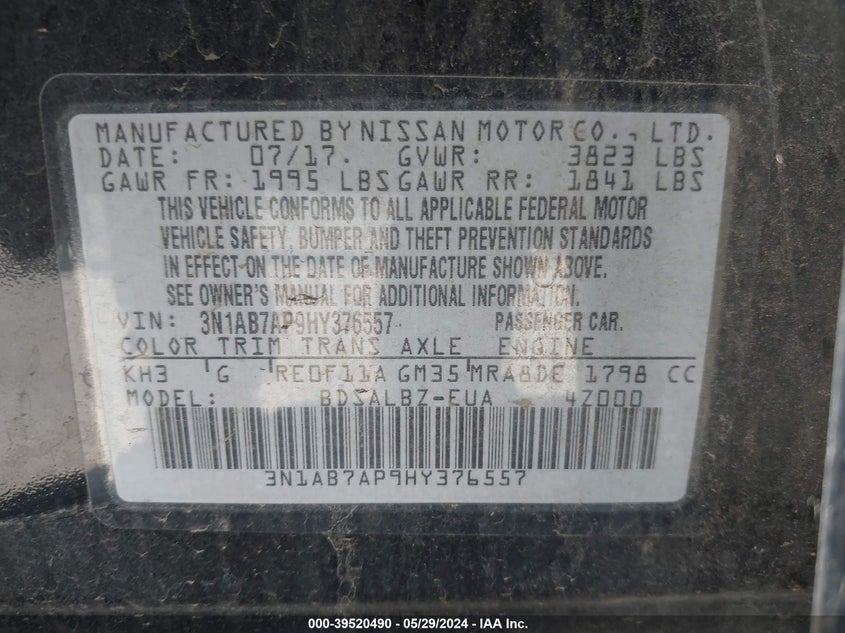 MANUFACTURED BY NISSAN MOTOR CO., LTD.
DATE: 07/17. GVWR: 3823 LBS
GAWR FR: 1995 LBS GAWR RR: 1841 LBS
THIS VEHICLE CONFORMS TO ALL APPLICABLE FEDERAL MOTOR
VEHICLE SAFETY, BUMPER AND THEFT PREVENTION STANDARDS
IN EFFECT ON THE DATE OF MANUFACTURE SHOWN ABOVE.
SEE OWNER'S MANUAL FOR ADDITIONAL INFORMATION.
VIN: 3N1AB7AP9HY376557 PASSENGER CAR.
COLOR TRIM TRANS AXLE ENGINE
KH3 G RE0F11A GM35 MRA8DE 1798 CC
MODEL: BDSALBZ-EUA 4Z000
3N1AB7AP9HY376557
000-39520490 - 05/29/2024 - IAA Inc.